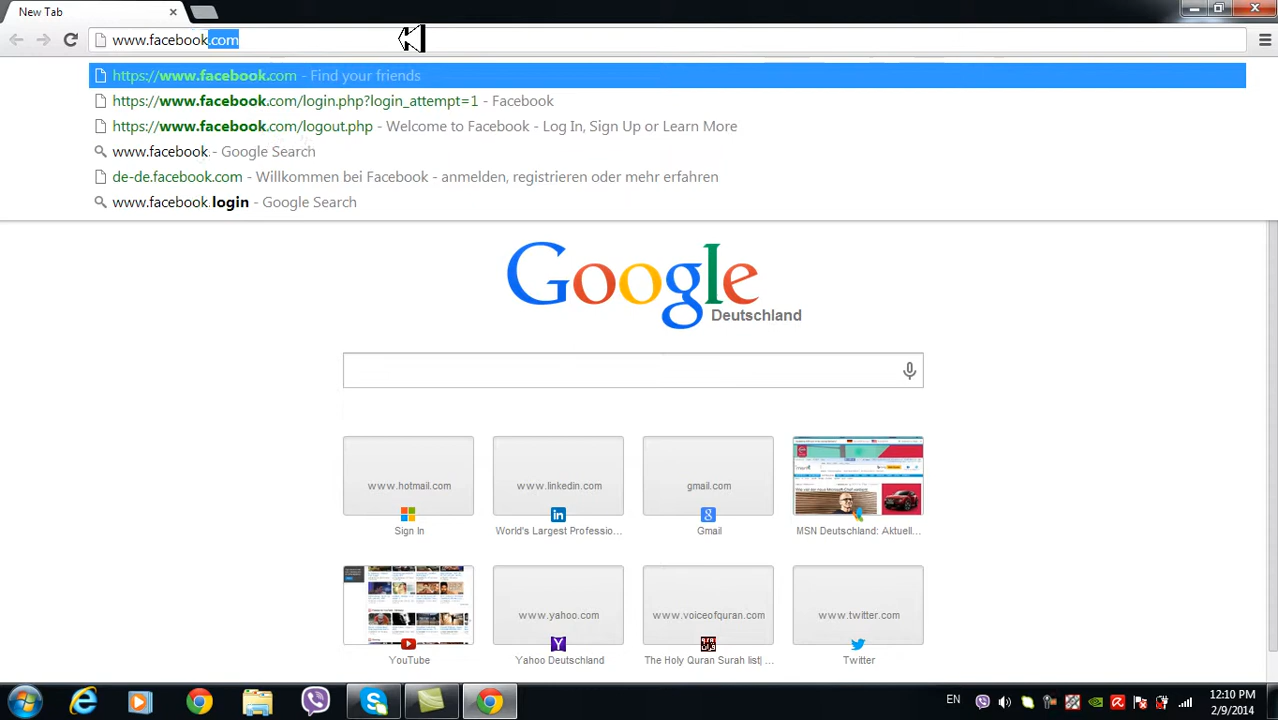 New Tab
www.facebook.com
https://www.facebook.com - Find your friends
https://www.facebook.com/login.php?login_attempt=1 - Facebook
https://www.facebook.com/logout.php - Welcome to Facebook - Log In, Sign Up or Learn More
www.facebook. - Google Search
de-de.facebook.com - Willkommen bei Facebook - anmelden, registrieren oder mehr erfahren
www.facebook.login - Google Search
Google
Deutschland
www.hotmail.com
www.linkedin.com
gmail.com
Sign In
World's Largest Professio...
Gmail
MSN Deutschland: Aktuell...
www.yahoo.com
www.voiceofquran.com
www.twitter.com
YouTube
Yahoo Deutschland
The Holy Quran Surah list| ...
Twitter
EN
12:10 PM
2/9/2014